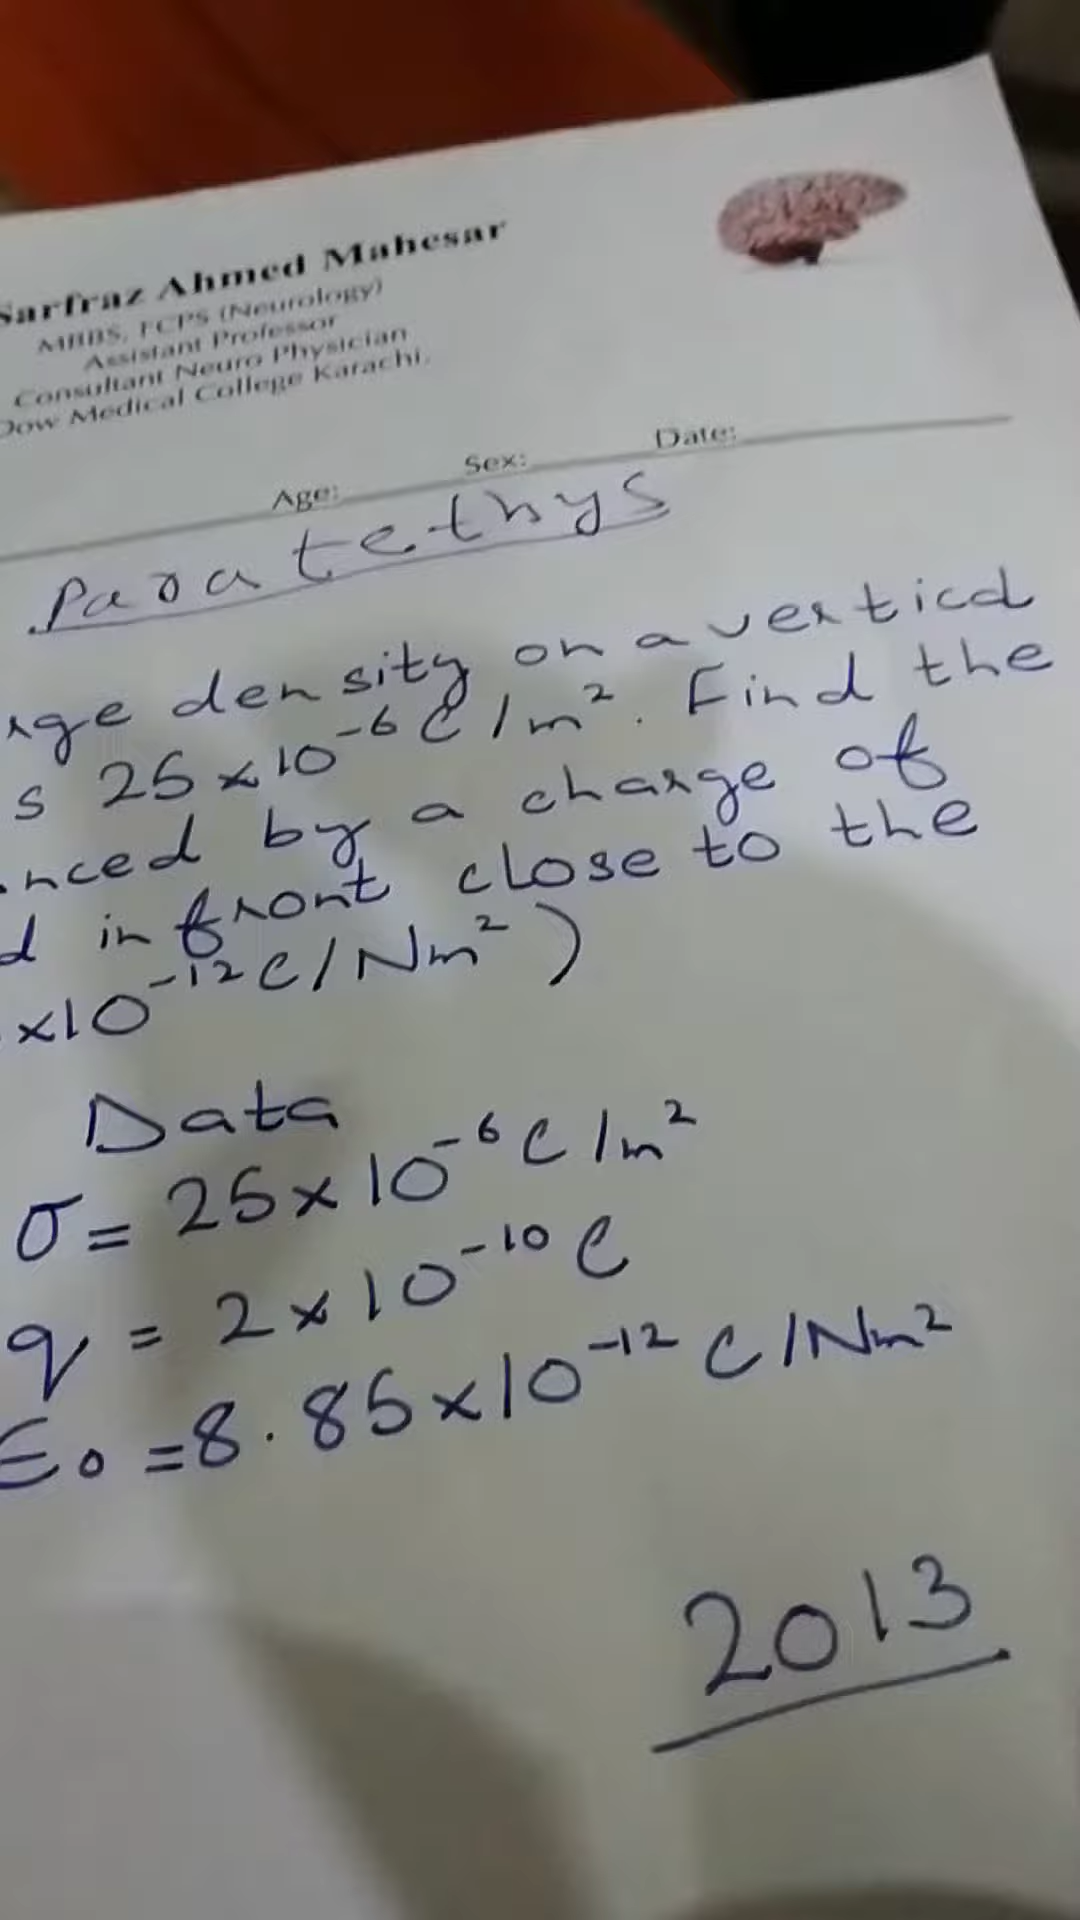 Sarfraz Ahmed Mahesar
MBBS, FCPS (Neurology)
Assistant Professor
Consultant Neuro Physician
Dow Medical College Karachi.
Age: Sex: Date:
Paratethys
rge density on a vertical
s 25×10⁻⁶ C/m². Find the
nced by a charge of
d in front close to the
×10⁻¹² C/Nm²)
Data
σ = 25×10⁻⁶ C/m²
q = 2×10⁻¹⁰ C
E₀ = 8.85×10⁻¹² C/Nm²
2013